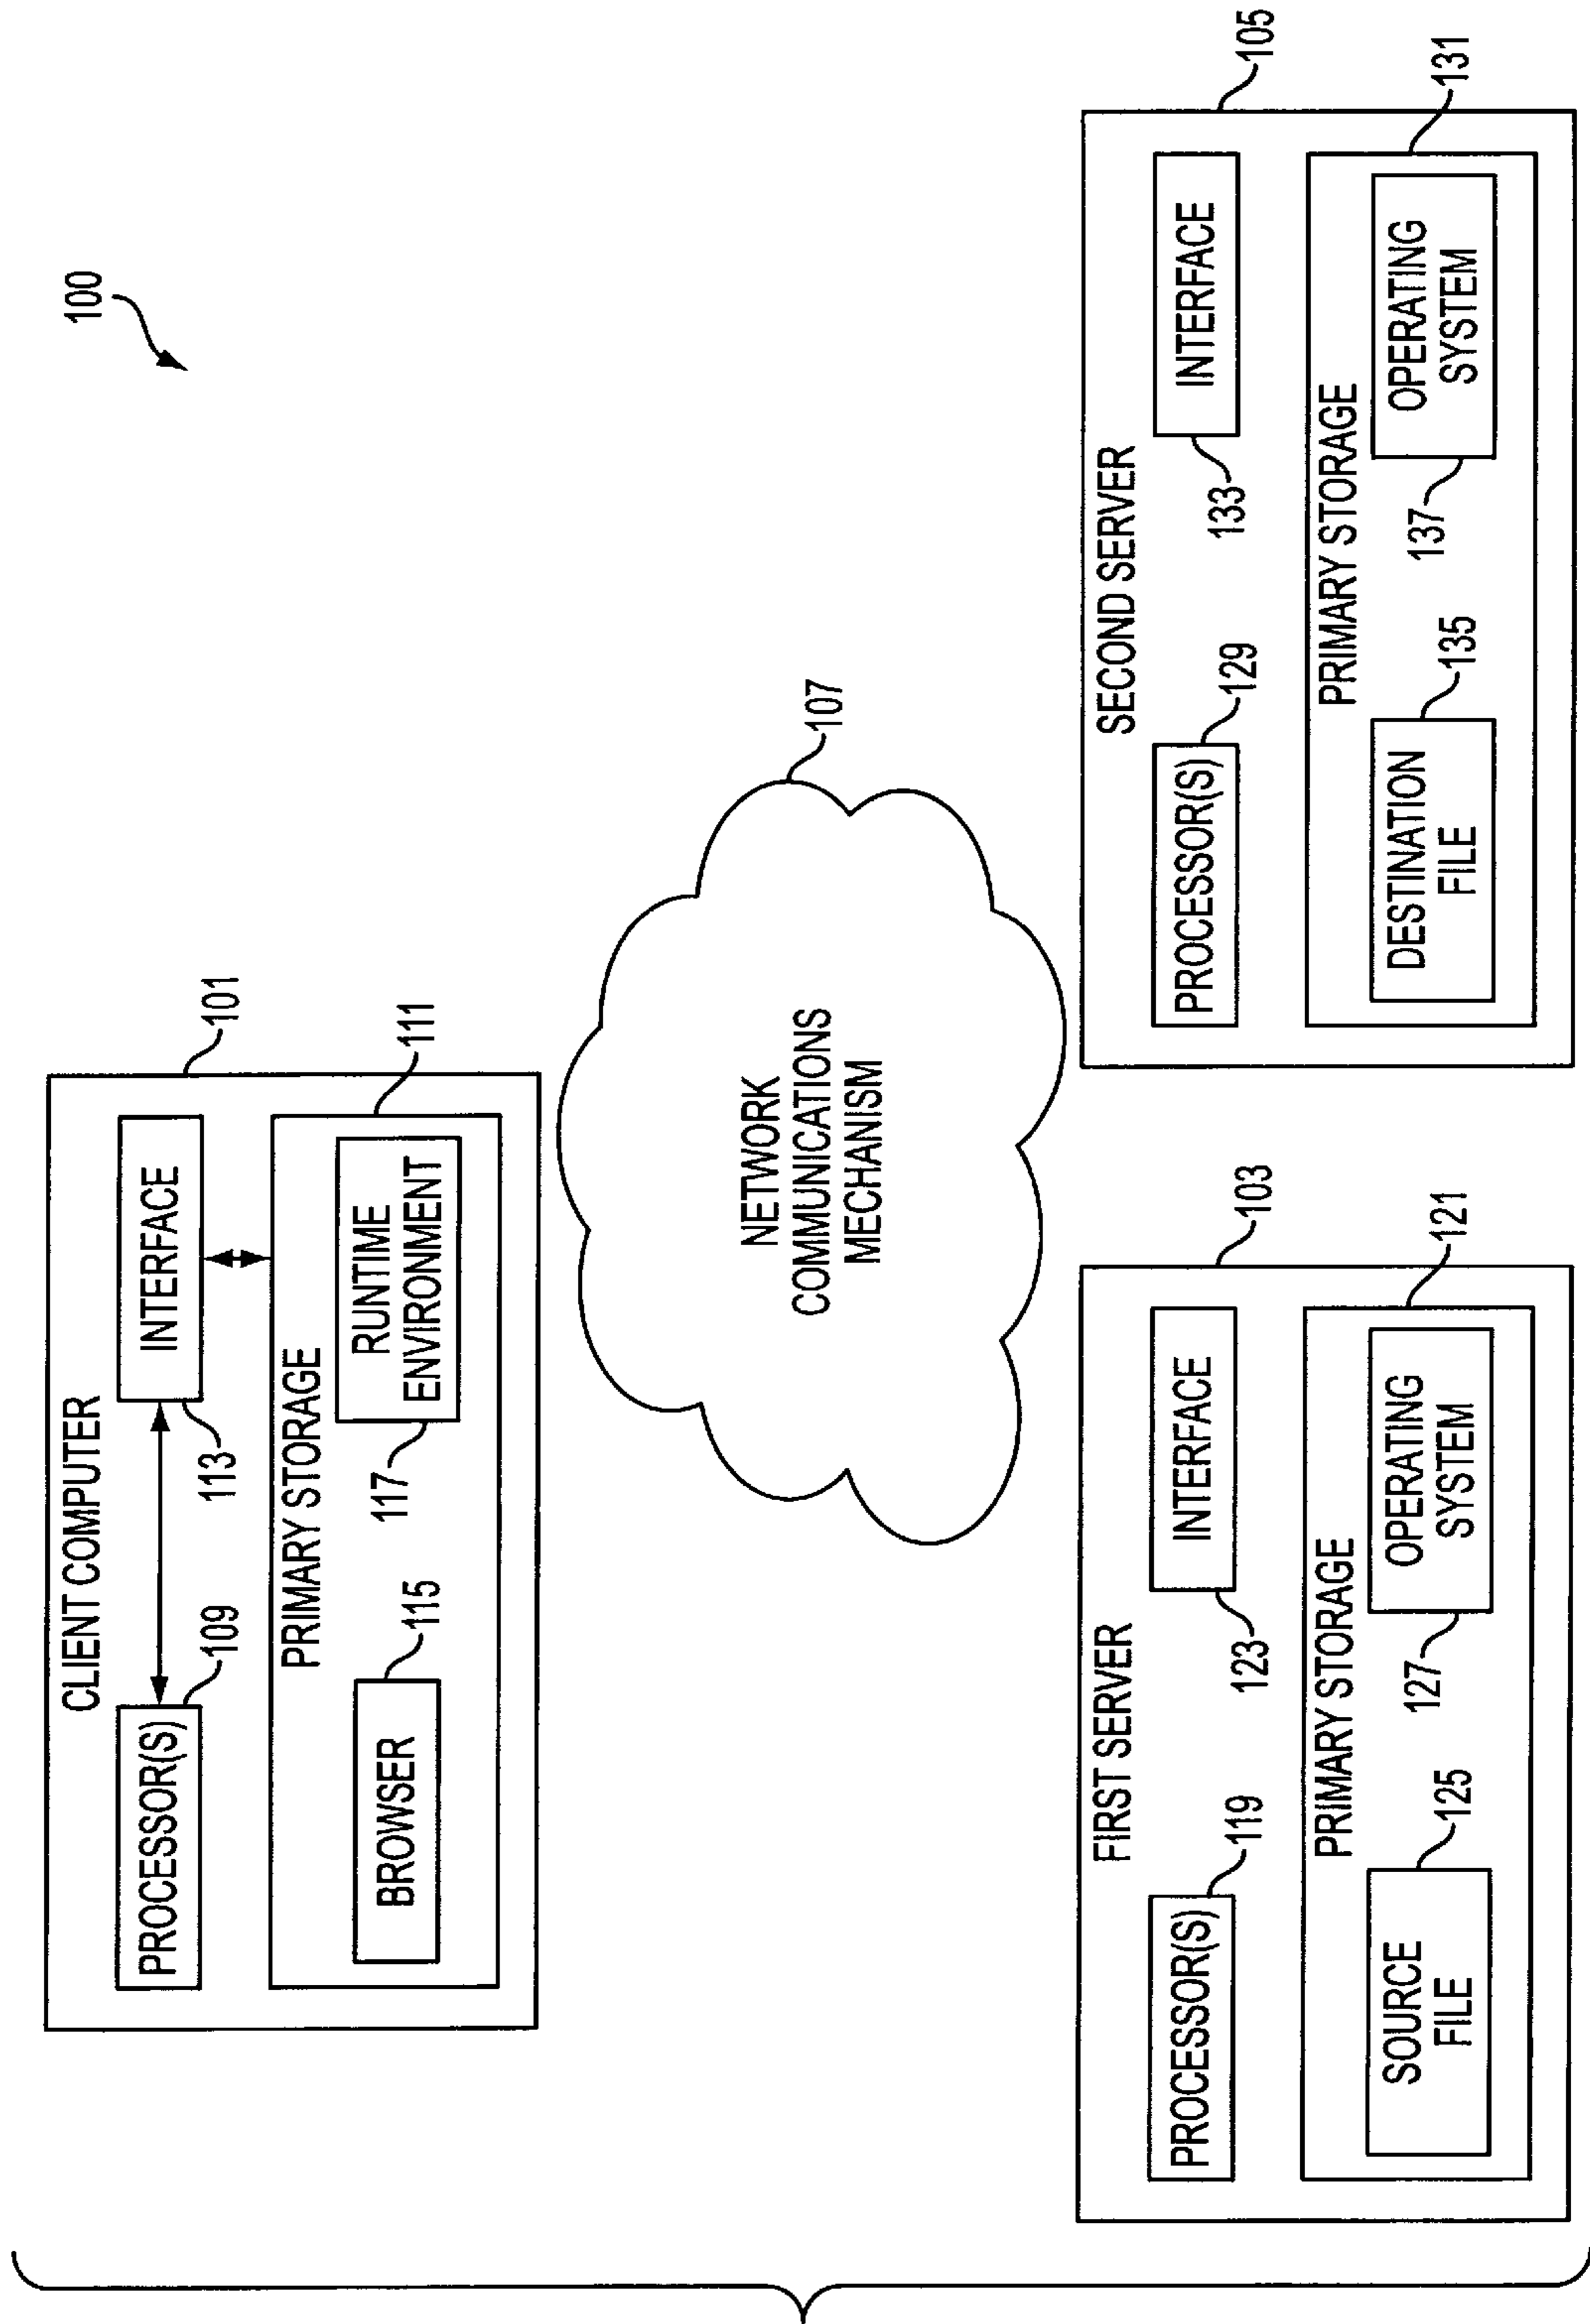 100
CLIENT COMPUTER
101
PROCESSOR(S)
109
INTERFACE
113
PRIMARY STORAGE
111
BROWSER
115
RUNTIME
ENVIRONMENT
117
NETWORK
COMMUNICATIONS
MECHANISM
107
FIRST SERVER
103
PROCESSOR(S)
119
INTERFACE
123
PRIMARY STORAGE
121
SOURCE
FILE
125
OPERATING
SYSTEM
127
SECOND SERVER
105
PROCESSOR(S)
129
INTERFACE
133
PRIMARY STORAGE
131
DESTINATION
FILE
135
OPERATING
SYSTEM
137